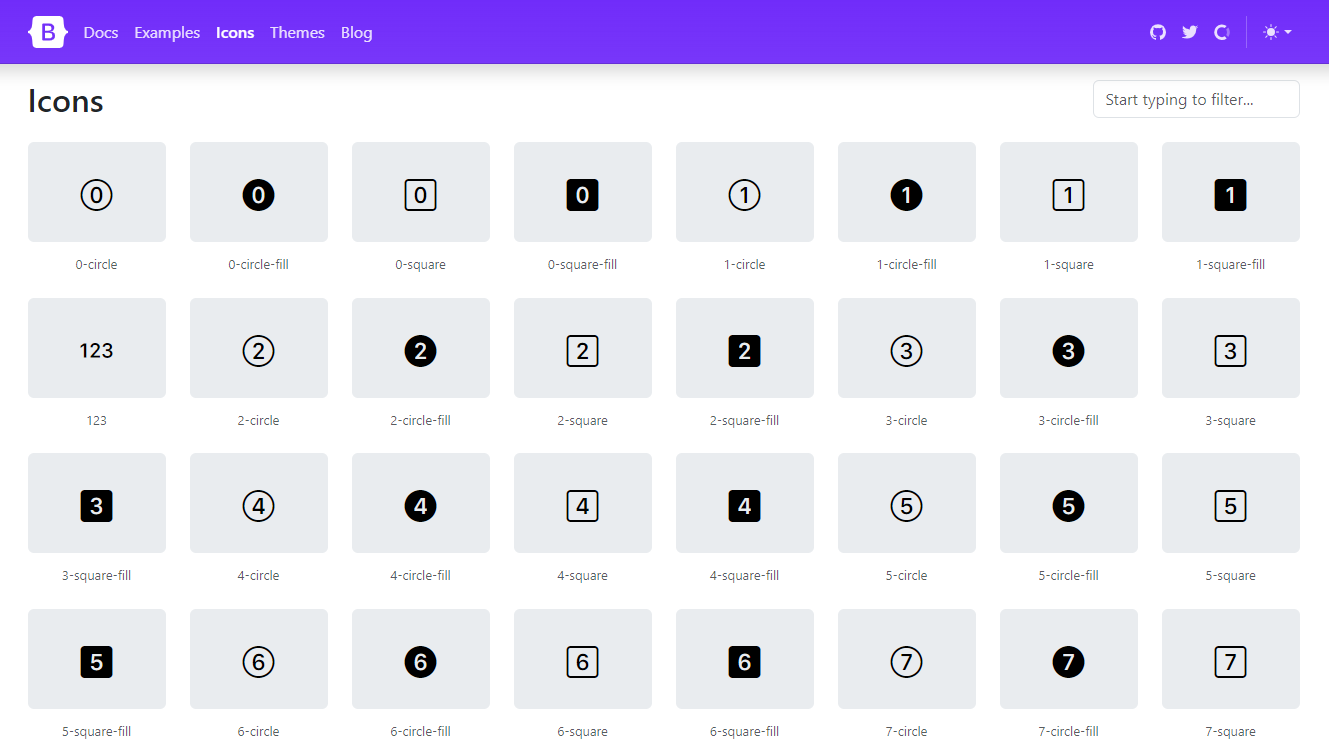 B Docs Examples Icons Themes Blog
Icons
Start typing to filter...
0 0 0 0 1 1 1 1
0-circle 0-circle-fill 0-square 0-square-fill 1-circle 1-circle-fill 1-square 1-square-fill
123 2 2 2 2 3 3 3
123 2-circle 2-circle-fill 2-square 2-square-fill 3-circle 3-circle-fill 3-square
3 4 4 4 4 5 5 5
3-square-fill 4-circle 4-circle-fill 4-square 4-square-fill 5-circle 5-circle-fill 5-square
5 6 6 6 6 7 7 7
5-square-fill 6-circle 6-circle-fill 6-square 6-square-fill 7-circle 7-circle-fill 7-square